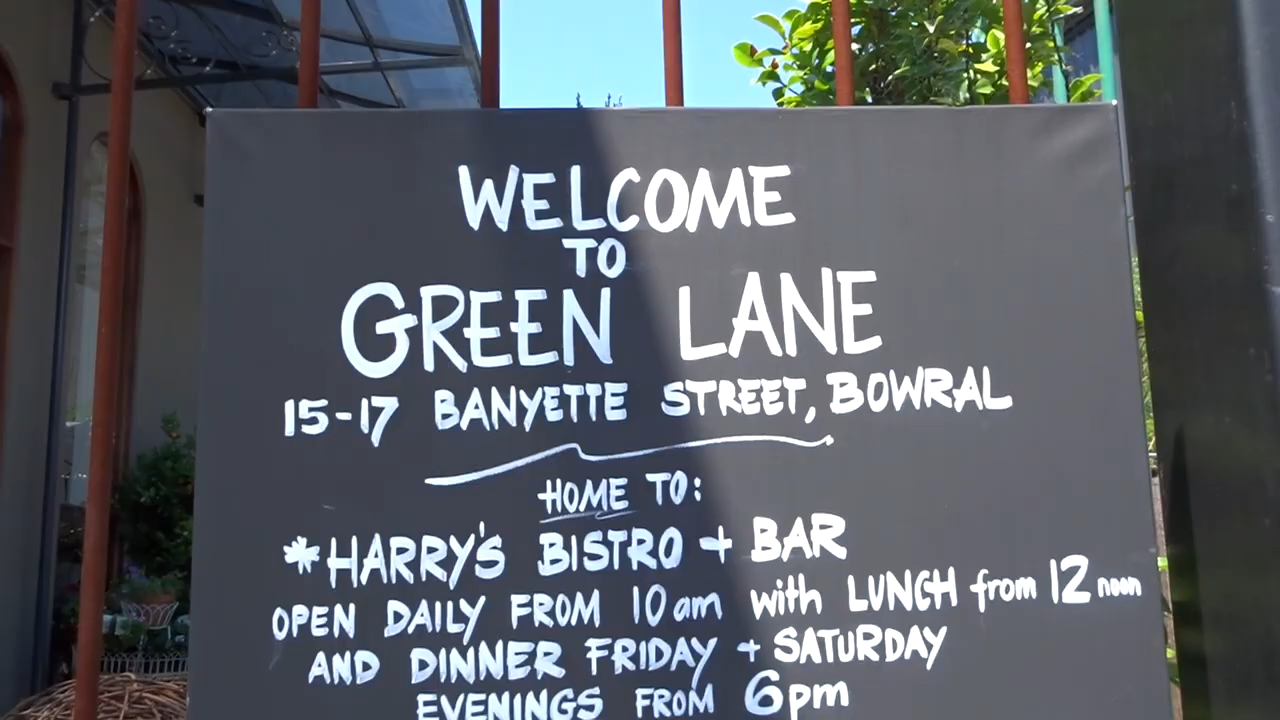 WELCOME
TO
GREEN LANE
15-17 BANYETTE STREET, BOWRAL
HOME TO:
*HARRY'S BISTRO + BAR
OPEN DAILY FROM 10am with LUNCH from 12 noon
AND DINNER FRIDAY + SATURDAY
EVENINGS FROM 6pm